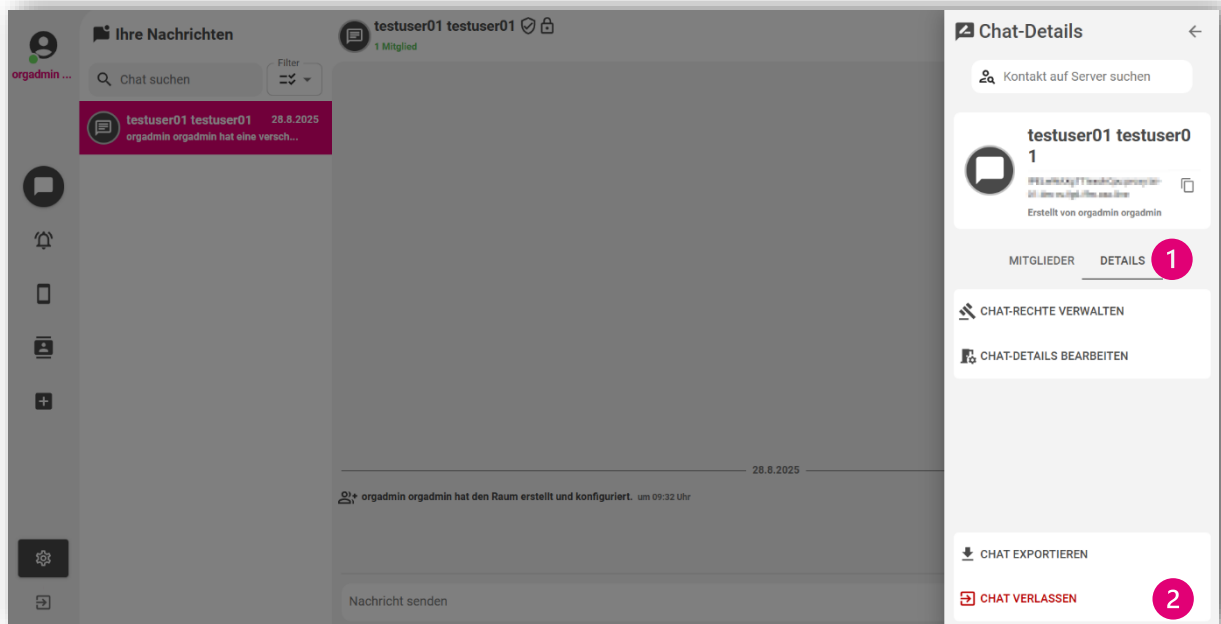 orgadmin ...
Ihre Nachrichten
Chat suchen
Filter
testuser01 testuser01 28.8.2025
orgadmin orgadmin hat eine versch...
testuser01 testuser01
1 Mitglied
28.8.2025
orgadmin orgadmin hat den Raum erstellt und konfiguriert. um 09:32 Uhr
Nachricht senden
Chat-Details
Kontakt auf Server suchen
testuser01 testuser0
1
Erstellt von orgadmin orgadmin
MITGLIEDER DETAILS 1
CHAT-RECHTE VERWALTEN
CHAT-DETAILS BEARBEITEN
CHAT EXPORTIEREN
CHAT VERLASSEN 2